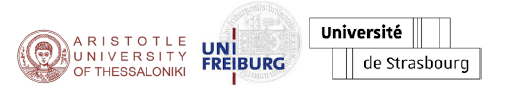 ARISTOTLE
UNIVERSITY
OF THESSALONIKI
UNI
FREIBURG
Université
de Strasbourg